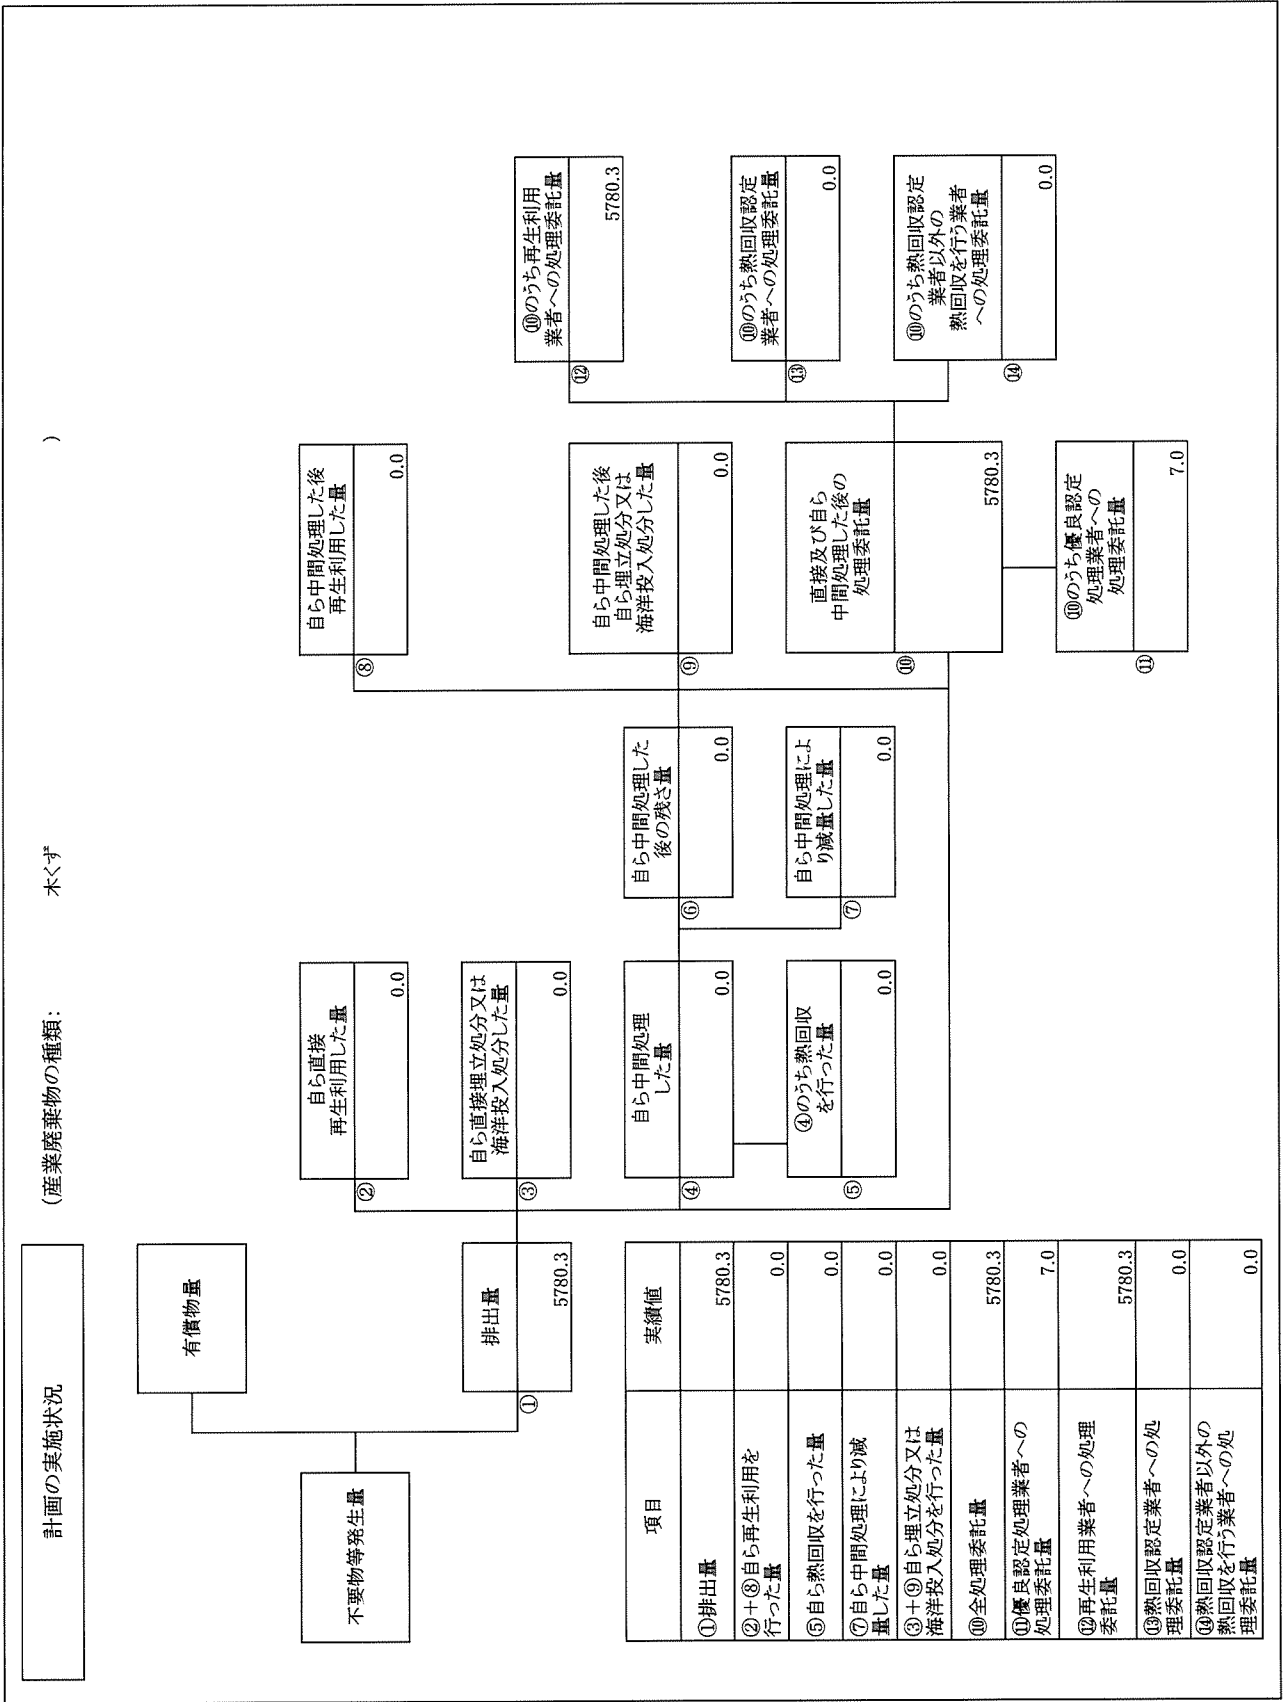 計画の実施状況
(産業廃棄物の種類: 木くず )
不要物等発生量
有償物量
①
排出量
5780.3
②
自ら直接
再生利用した量
0.0
③
自ら直接埋立処分又は
海洋投入処分した量
0.0
④
自ら中間処理
した量
0.0
⑤
④のうち熱回収
を行った量
0.0
⑥
自ら中間処理した
後の残さ量
0.0
⑦
自ら中間処理によ
り減量した量
0.0
⑧
自ら中間処理した後
再生利用した量
0.0
⑨
自ら中間処理した後
自ら埋立処分又は
海洋投入処分した量
0.0
⑩
直接及び自ら
中間処理した後の
処理委託量
5780.3
⑪
⑩のうち優良認定
処理業者への
処理委託量
7.0
⑫
⑩のうち再生利用
業者への処理委託量
5780.3
⑬
⑩のうち熱回収認定
業者への処理委託量
0.0
⑭
⑩のうち熱回収認定
業者以外の
熱回収を行う業者
への処理委託量
0.0
項目 実績値
①排出量 5780.3
②+⑧自ら再生利用を
行った量 0.0
⑤自ら熱回収を行った量 0.0
⑦自ら中間処理により減
量した量 0.0
③+⑨自ら埋立処分又は
海洋投入処分を行った量 0.0
⑩全処理委託量 5780.3
⑪優良認定処理業者への
処理委託量 7.0
⑫再生利用業者への処理
委託量 5780.3
⑬熱回収認定業者への処
理委託量 0.0
⑭熱回収認定業者以外の
熱回収を行う業者への処
理委託量 0.0